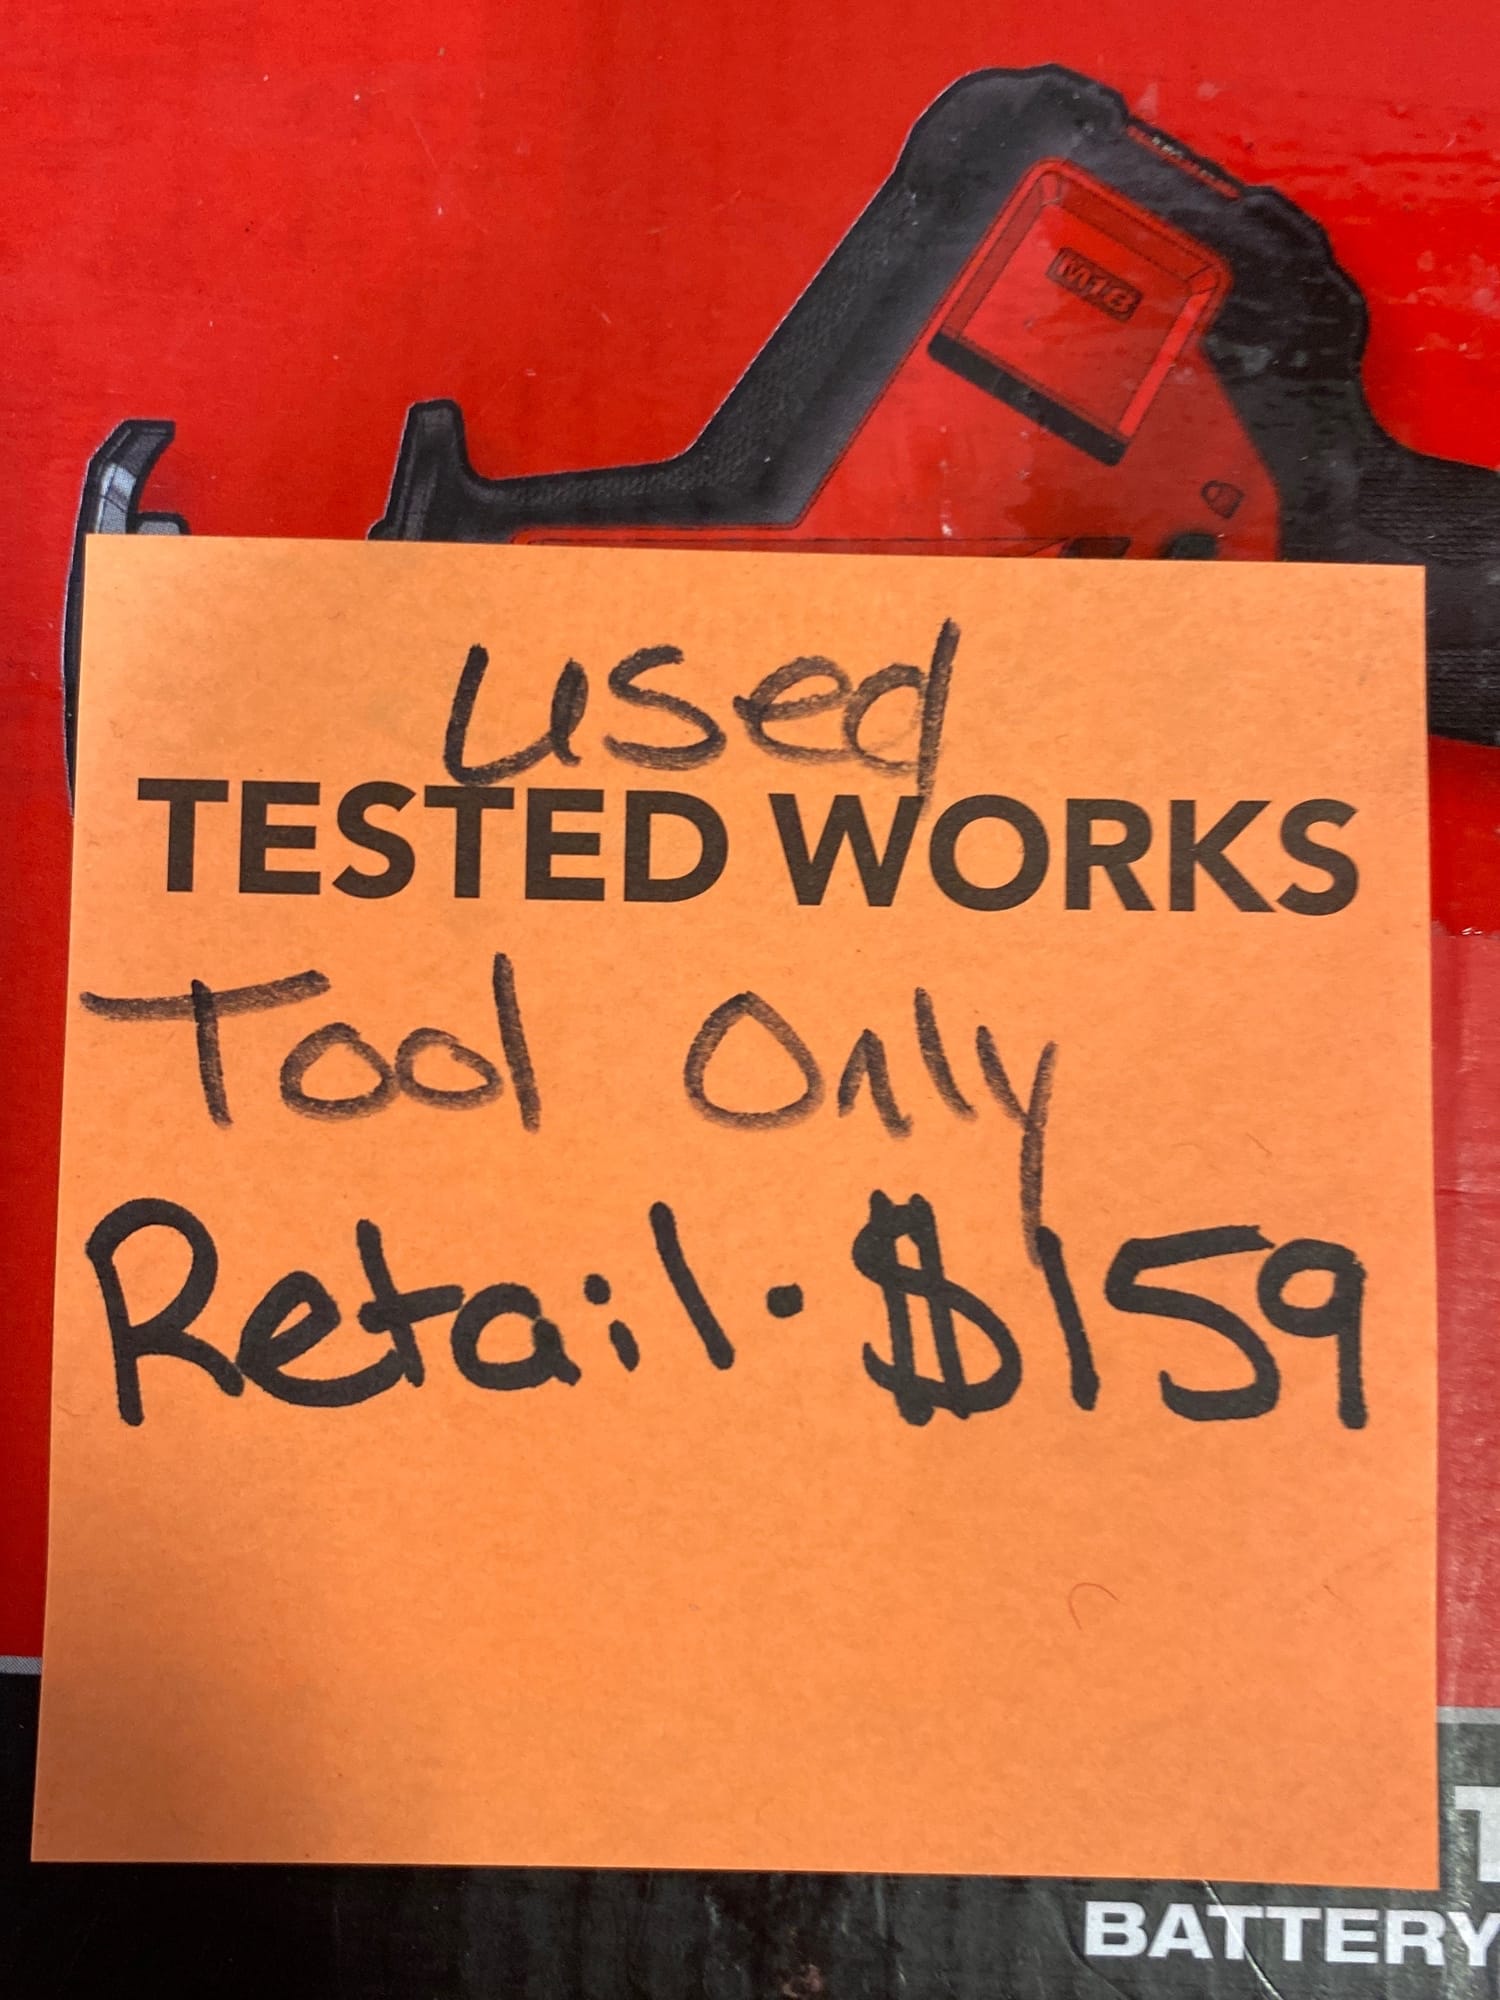 M18
used
TESTED WORKS
Tool Only
Retail. $159
BATTERY